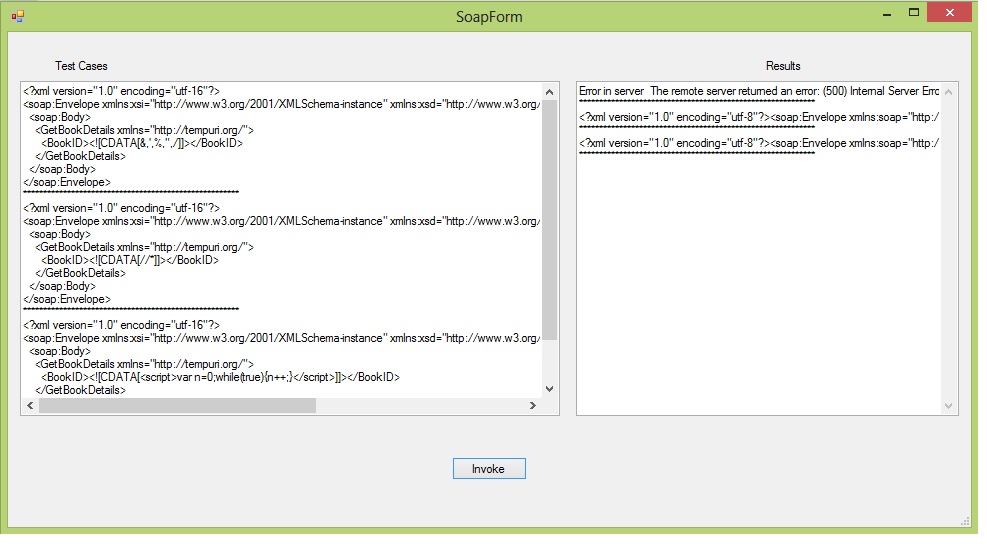 SoapForm
Test Cases
<?xml version="1.0" encoding="utf-16"?>
<soap:Envelope xmlns:xsi="http://www.w3.org/2001/XMLSchema-instance" xmlns:xsd="http://www.w3.org/
<soap:Body>
<GetBookDetails xmlns="http://tempuri.org/">
<BookID><![CDATA[&,',%,",/]]></BookID>
</GetBookDetails>
</soap:Body>
</soap:Envelope>
<?xml version="1.0" encoding="utf-16"?>
<soap:Envelope xmlns:xsi="http://www.w3.org/2001/XMLSchema-instance" xmlns:xsd="http://www.w3.org/
<soap:Body>
<GetBookDetails xmlns="http://tempuri.org/">
<BookID><![CDATA[//*]]></BookID>
</GetBookDetails>
</soap:Body>
</soap:Envelope>
<?xml version="1.0" encoding="utf-16"?>
<soap:Envelope xmlns:xsi="http://www.w3.org/2001/XMLSchema-instance" xmlns:xsd="http://www.w3.org/
<soap:Body>
<GetBookDetails xmlns="http://tempuri.org/">
<BookID><![CDATA[<script>var n=0;while(true){n++;}</script>]]></BookID>
</GetBookDetails>
Results
Error in server The remote server returned an error: (500) Internal Server Erro
<?xml version="1.0" encoding="utf-8"?><soap:Envelope xmlns:soap="http:/
<?xml version="1.0" encoding="utf-8"?><soap:Envelope xmlns:soap="http:/
Invoke